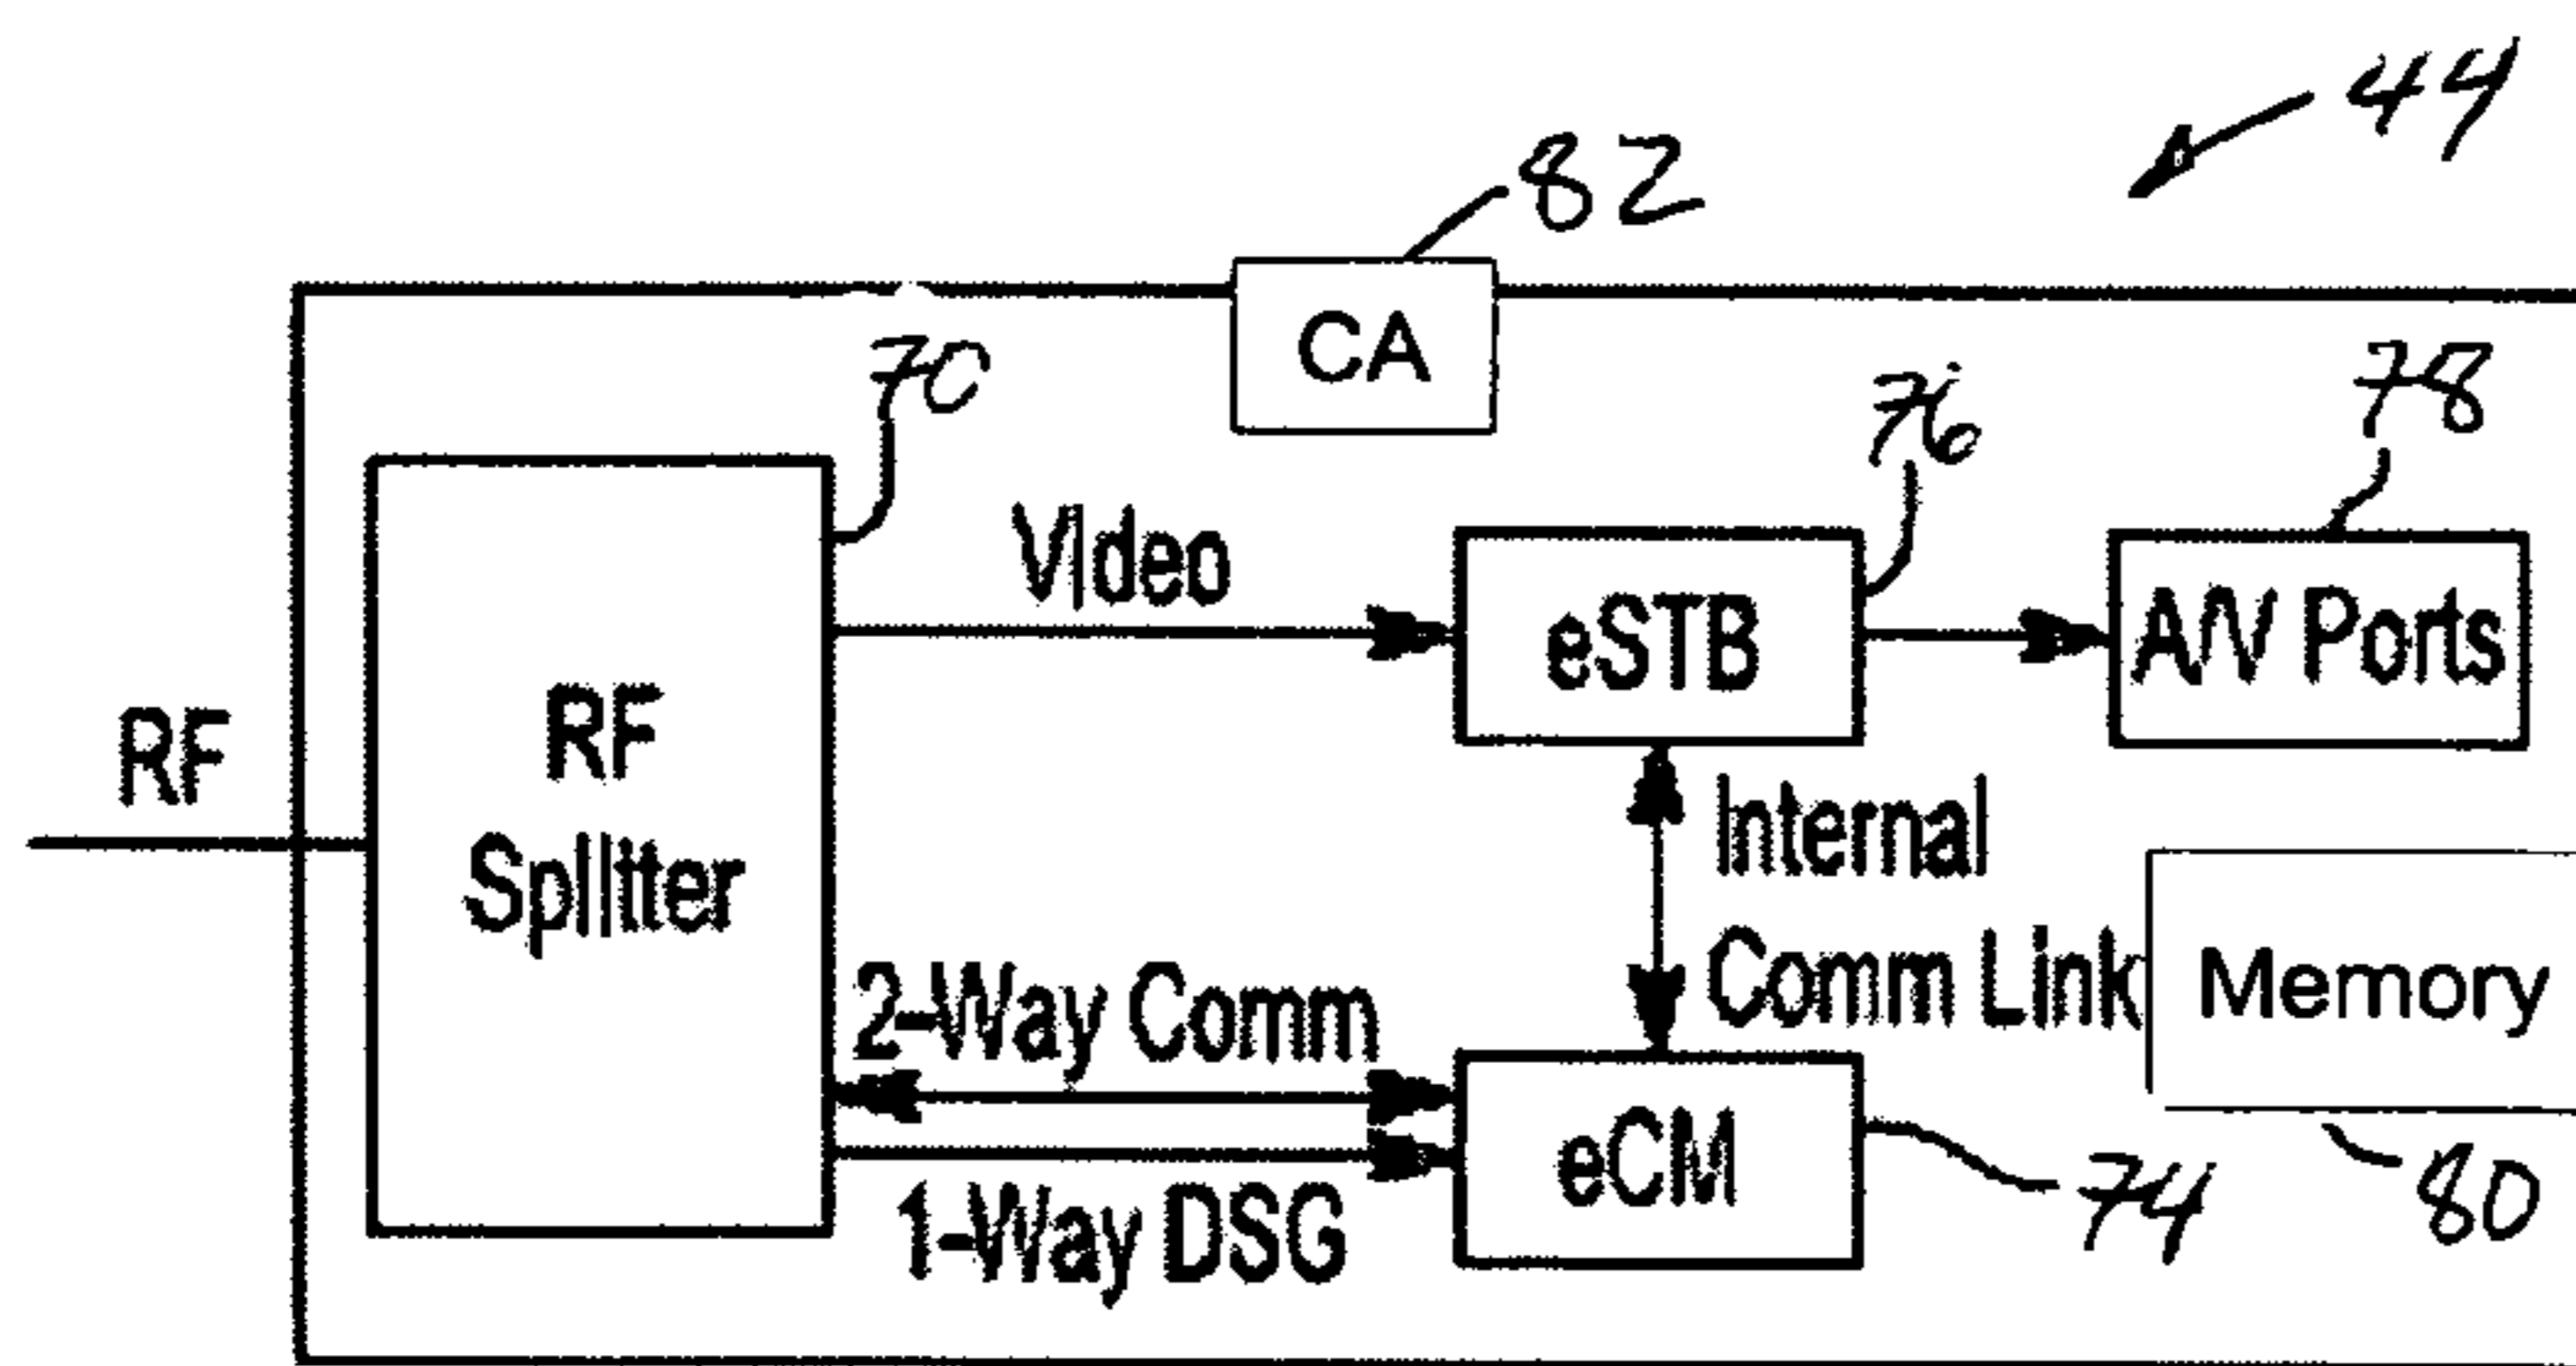 44
82
CA
70
76
78
Video
eSTB
A/V Ports
RF
RF
Splitter
Internal
Comm Link
Memory
2-Way Comm
eCM
1-Way DSG
74
80